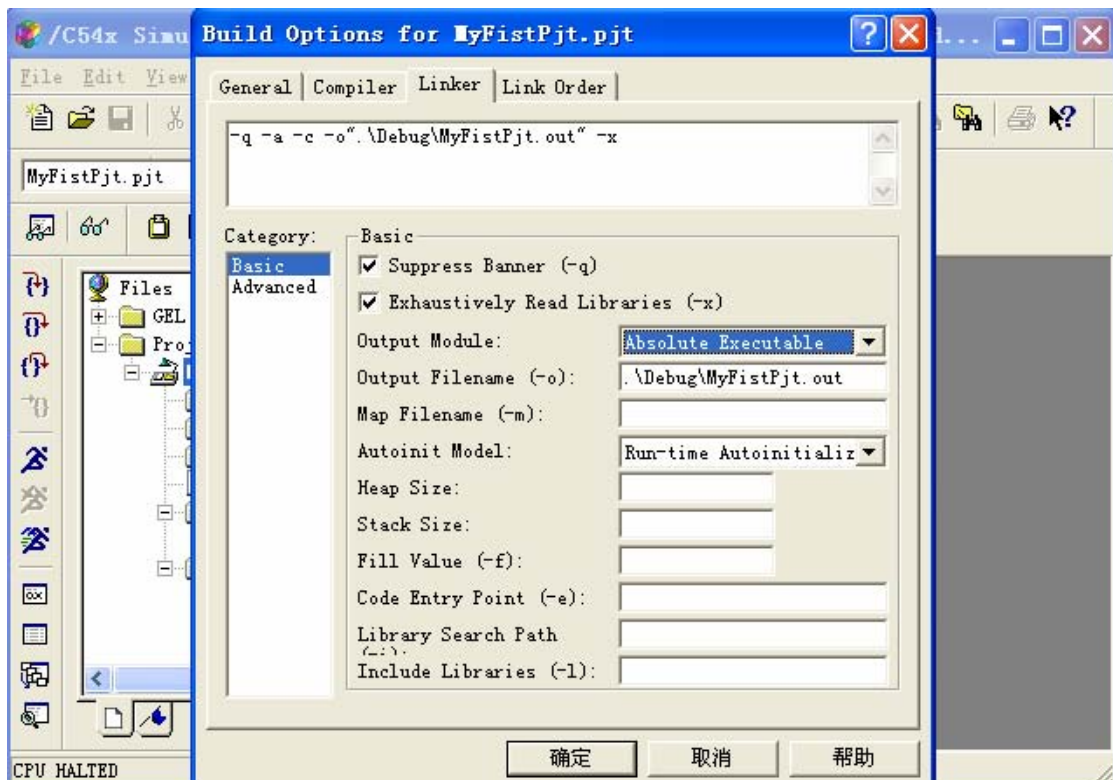 /C54x Simu
Build Options for MyFistPjt.pjt
File Edit View
General Compiler Linker Link Order
-q -a -c -o".\Debug\MyFistPjt.out" -x
MyFistPjt.pjt
Category:
Basic
Advanced
Basic
Suppress Banner (-q)
Exhaustively Read Libraries (-x)
Output Module:
Absolute Executable
Output Filename (-o):
.\Debug\MyFistPjt.out
Map Filename (-m):
Autoinit Model:
Run-time Autoinitializ
Heap Size:
Stack Size:
Fill Value (-f):
Code Entry Point (-e):
Library Search Path
Include Libraries (-l):
Files
GEL
Proj
确定
取消
帮助
CPU HALTED